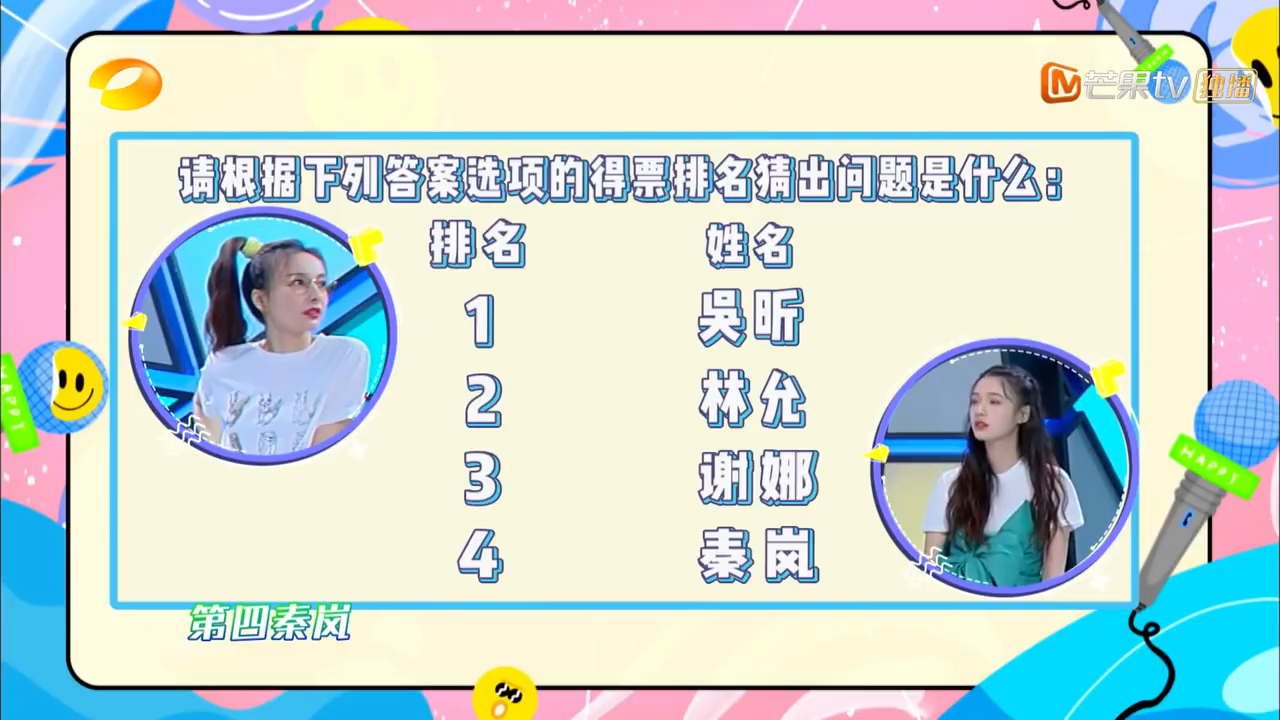 芒果tv 独播
请根据下列答案选项的得票排名猜出问题是什么：
排名 姓名
1 吳昕
2 林允
3 谢娜
4 秦岚
第四秦岚
HAPPY
HAPPY